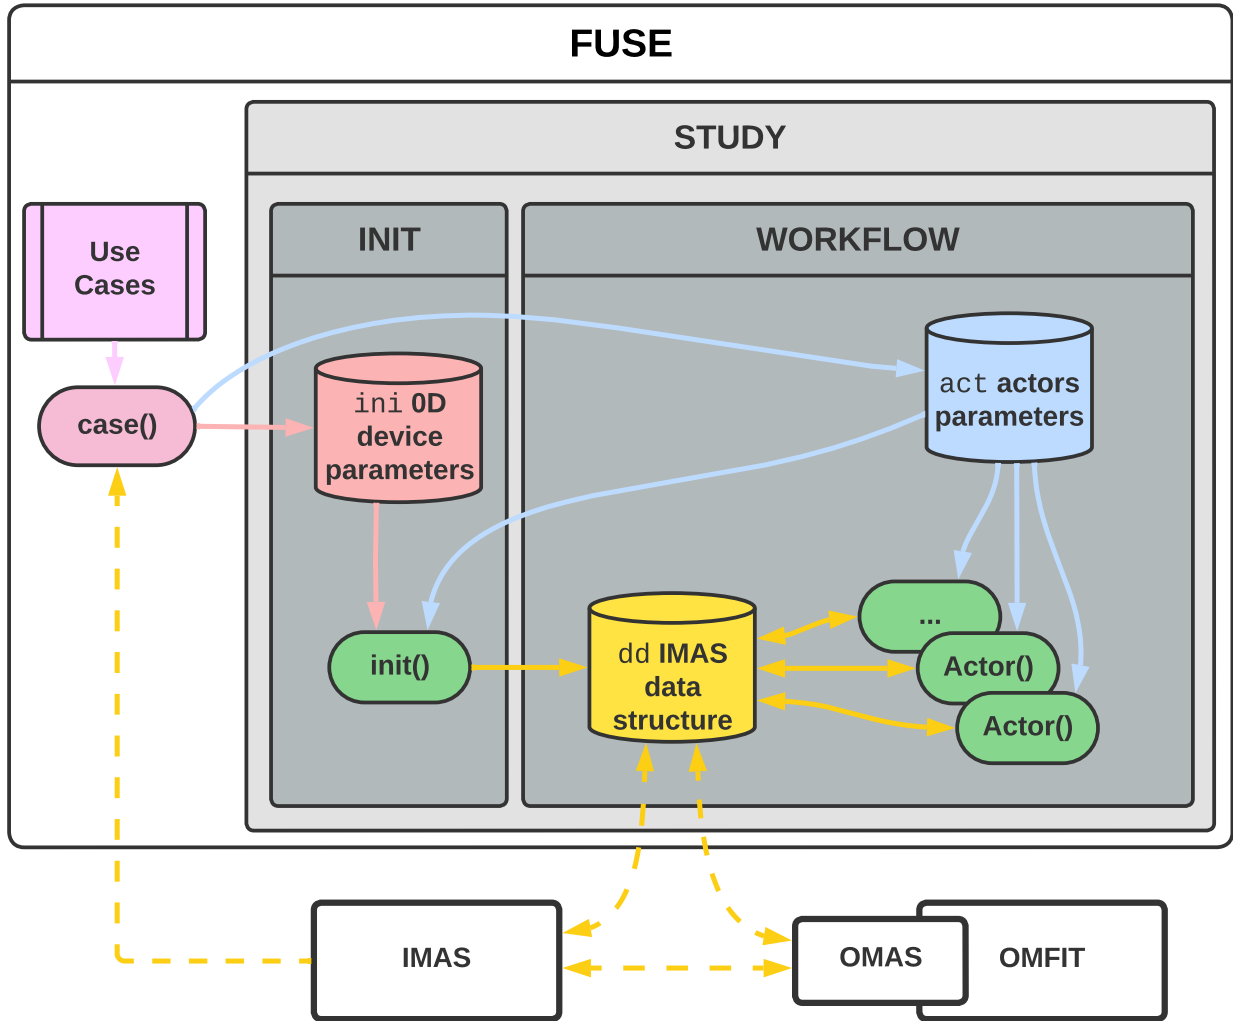 FUSE
STUDY
INIT
WORKFLOW
Use
Cases
case()
ini 0D
device
parameters
act actors
parameters
init()
dd IMAS
data
structure
...
Actor()
Actor()
IMAS
OMAS
OMFIT